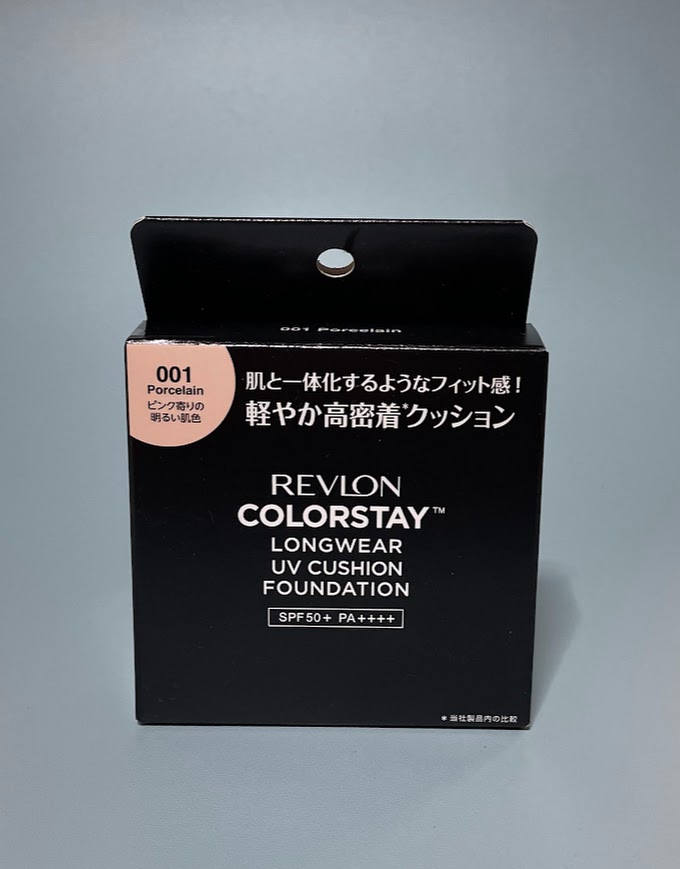 001 Porcelain
001
Porcelain
ピンク寄りの
明るい肌色
肌と一体化するようなフィット感!
軽やか高密着*クッション
REVLON
COLORSTAY™
LONGWEAR
UV CUSHION
FOUNDATION
SPF50+ PA++++
*当社製品内の比較